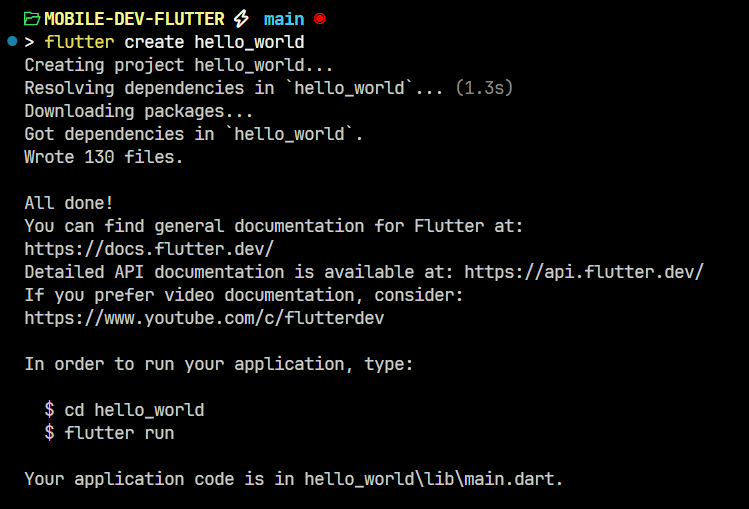 MOBILE-DEV-FLUTTER main
> flutter create hello_world
Creating project hello_world...
Resolving dependencies in `hello_world`... (1.3s)
Downloading packages...
Got dependencies in `hello_world`.
Wrote 130 files.
All done!
You can find general documentation for Flutter at:
https://docs.flutter.dev/
Detailed API documentation is available at: https://api.flutter.dev/
If you prefer video documentation, consider:
https://www.youtube.com/c/flutterdev
In order to run your application, type:
$ cd hello_world
$ flutter run
Your application code is in hello_world\lib\main.dart.